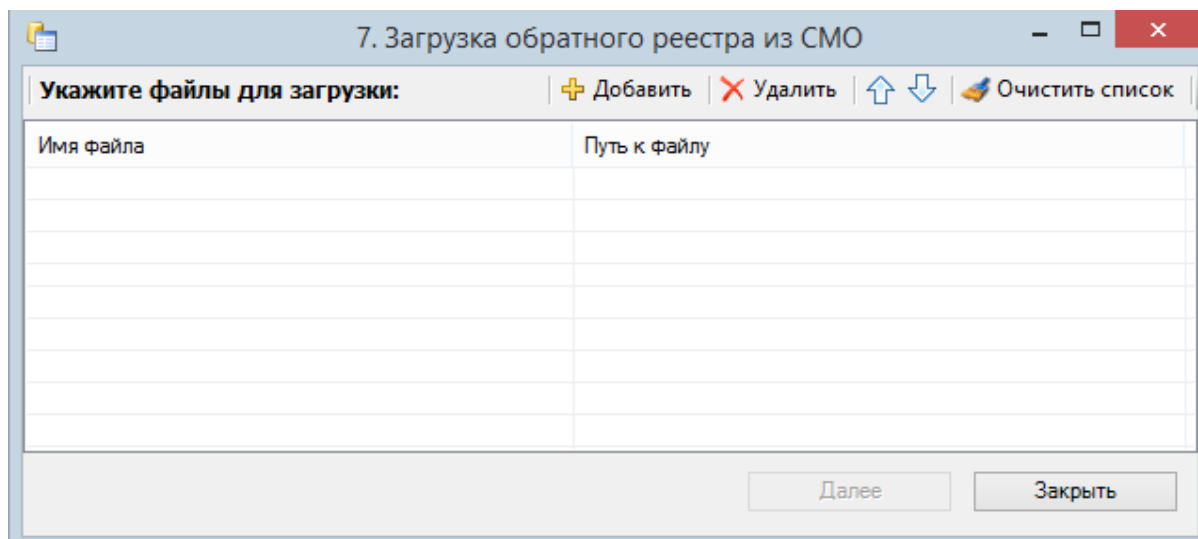 7. Загрузка обратного реестра из СМО
Укажите файлы для загрузки: Добавить Удалить Очистить список
Имя файла Путь к файлу
Далее Закрыть